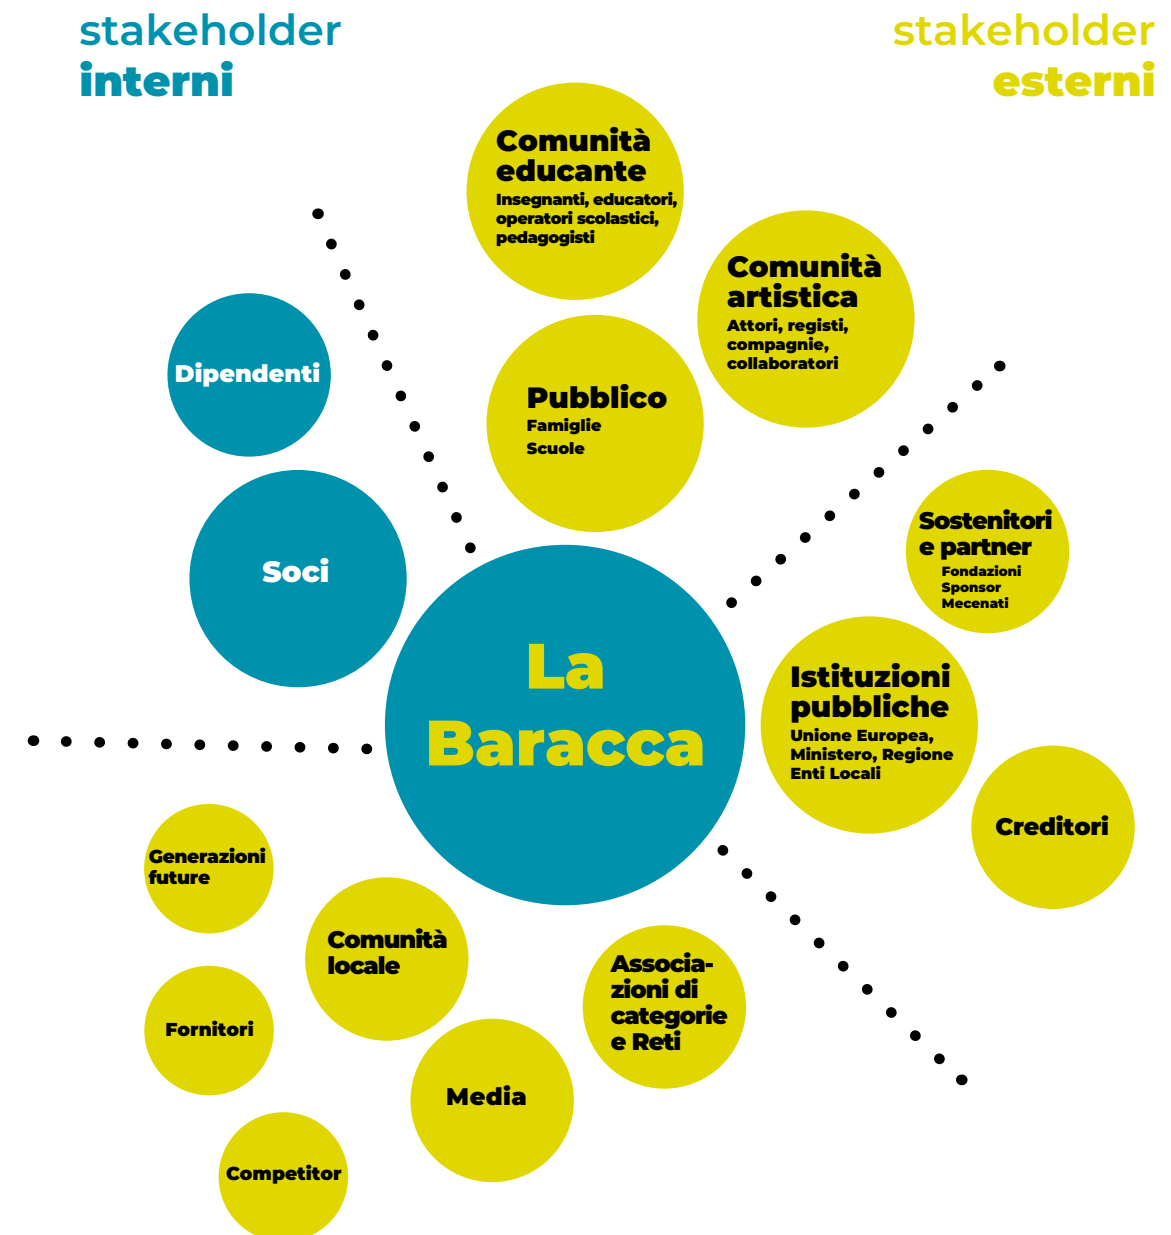 stakeholder
interni
stakeholder
esterni
Comunità
educante
Insegnanti, educatori,
operatori scolastici,
pedagogisti
Comunità
artistica
Attori, registi,
compagnie,
collaboratori
Pubblico
Famiglie
Scuole
Dipendenti
Soci
Sostenitori
e partner
Fondazioni
Sponsor
Mecenati
La
Baracca
Istituzioni
pubbliche
Unione Europea,
Ministero, Regione
Enti Locali
Creditori
Generazioni
future
Comunità
locale
Associa-
zioni di
categorie
e Reti
Fornitori
Media
Competitor